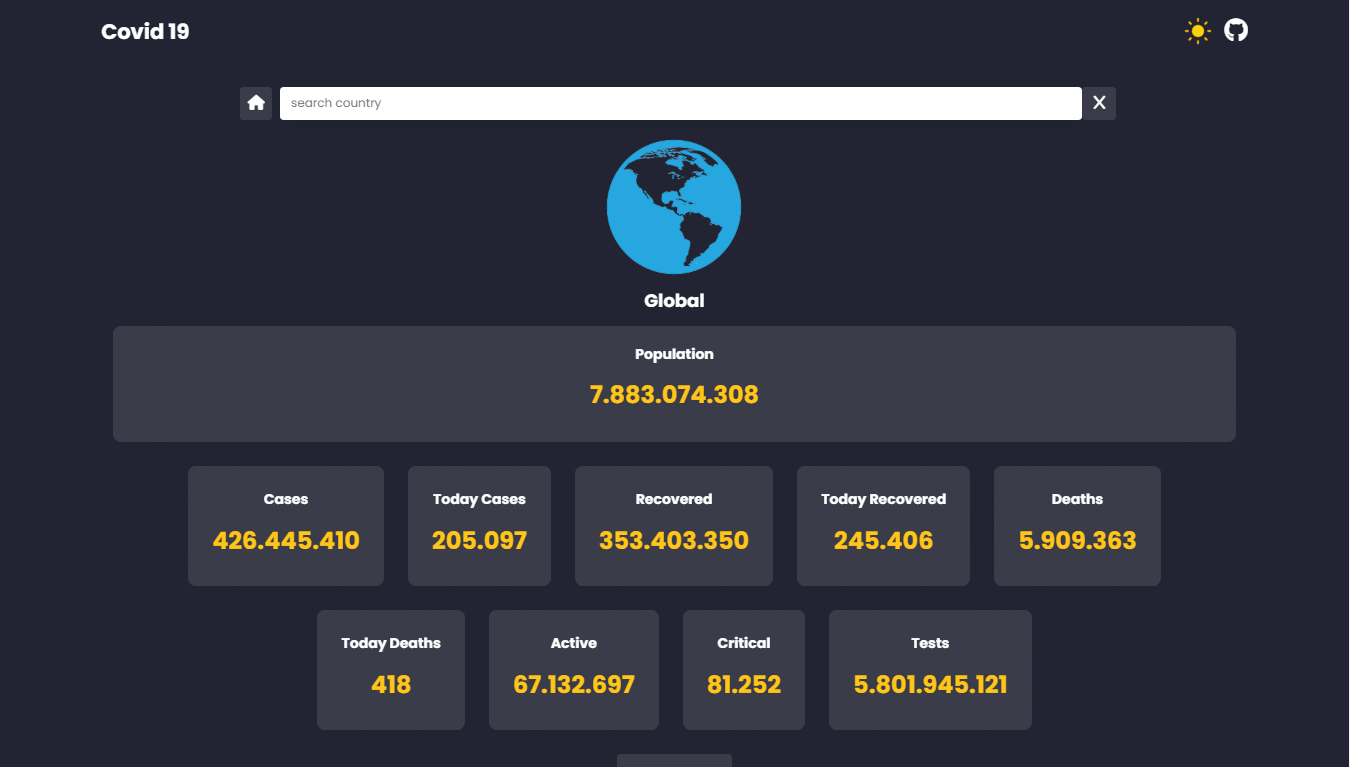 Covid 19
search country
X
Global
Population
7.883.074.308
Cases
426.445.410
Today Cases
205.097
Recovered
353.403.350
Today Recovered
245.406
Deaths
5.909.363
Today Deaths
418
Active
67.132.697
Critical
81.252
Tests
5.801.945.121